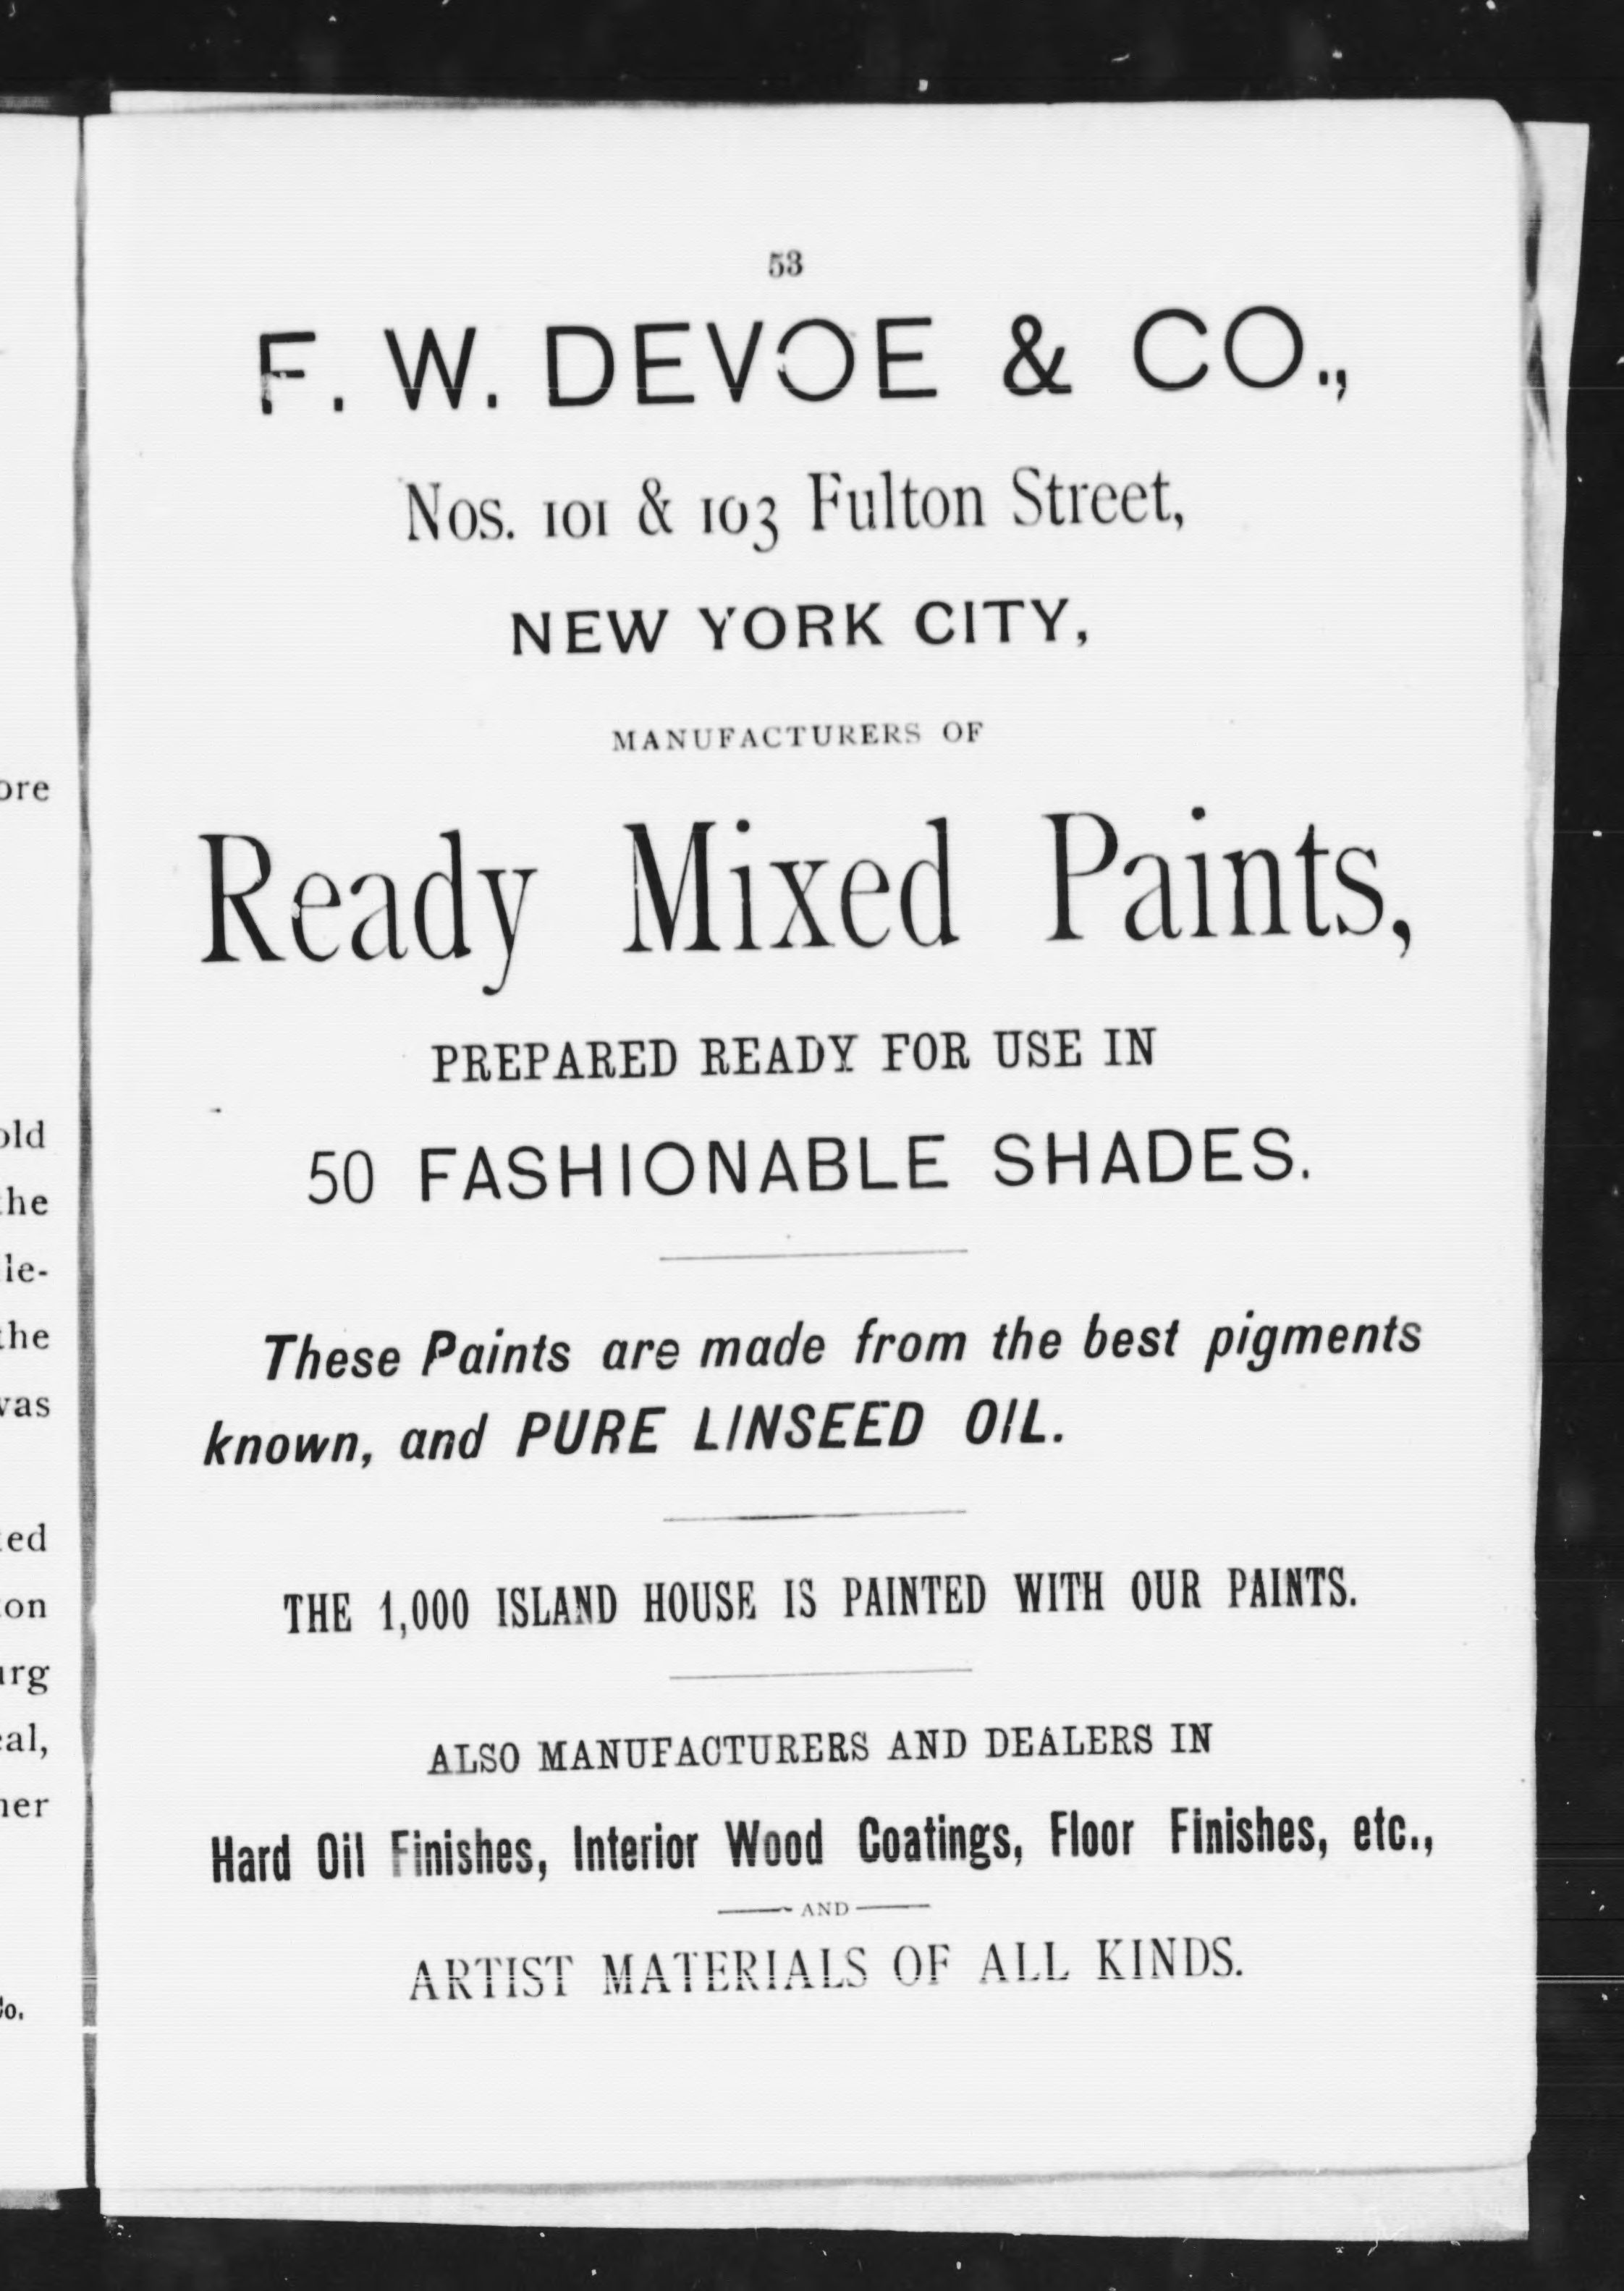 53
F. W. DEVOE & CO.,
Nos. 101 & 103 Fulton Street,
NEW YORK CITY,
MANUFACTURERS OF
Ready Mixed Paints,
PREPARED READY FOR USE IN
50 FASHIONABLE SHADES.
These Paints are made from the best pigments
known, and PURE LINSEED OIL.
THE 1,000 ISLAND HOUSE IS PAINTED WITH OUR PAINTS.
ALSO MANUFACTURERS AND DEALERS IN
Hard Oil Finishes, Interior Wood Coatings, Floor Finishes, etc.,
AND
ARTIST MATERIALS OF ALL KINDS.